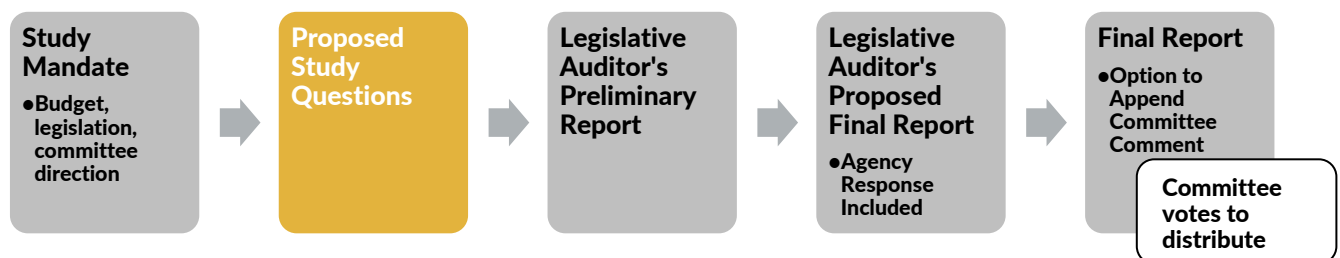 Study
Mandate
●Budget,
legislation,
committee
direction
Proposed
Study
Questions
Legislative
Auditor's
Preliminary
Report
Legislative
Auditor's
Proposed
Final Report
●Agency
Response
Included
Final Report
●Option to
Append
Committee
Comment
Committee
votes to
distribute